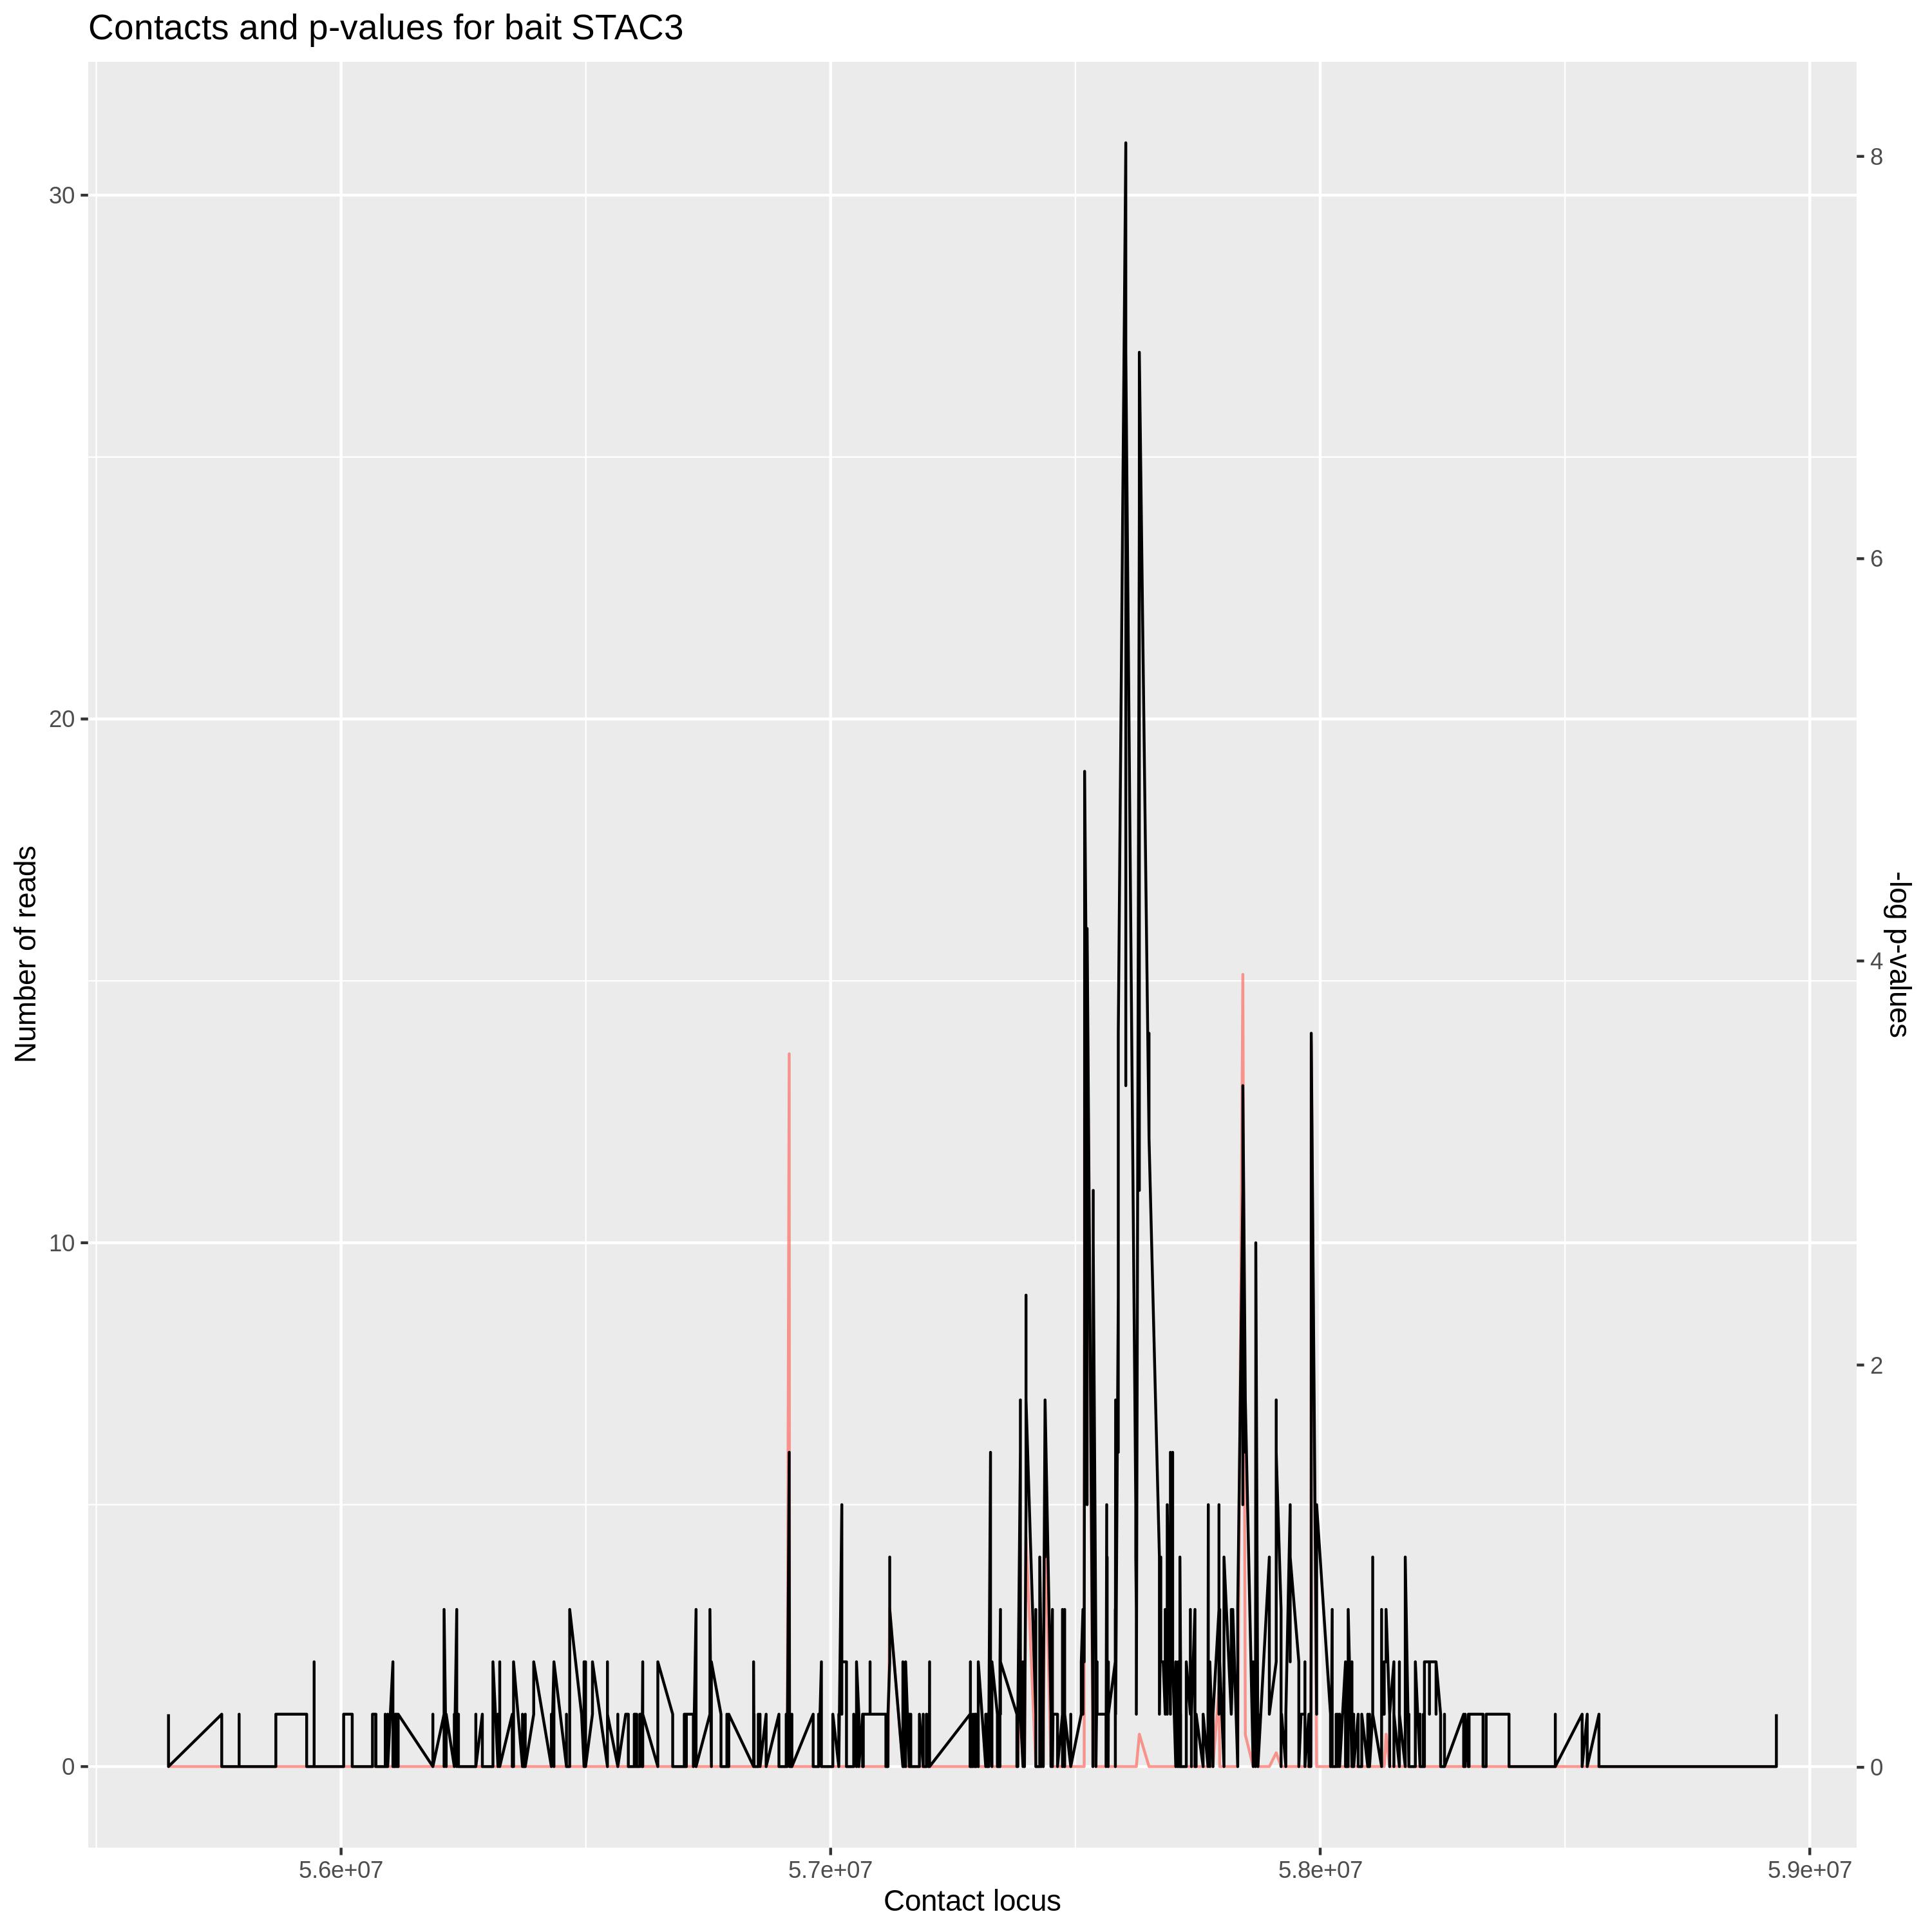 Contacts and p-values for bait STAC3
30
20
10
0
Number of reads
8
6
4
2
0
-log p-values
5.6e+07
5.7e+07
5.8e+07
5.9e+07
Contact locus